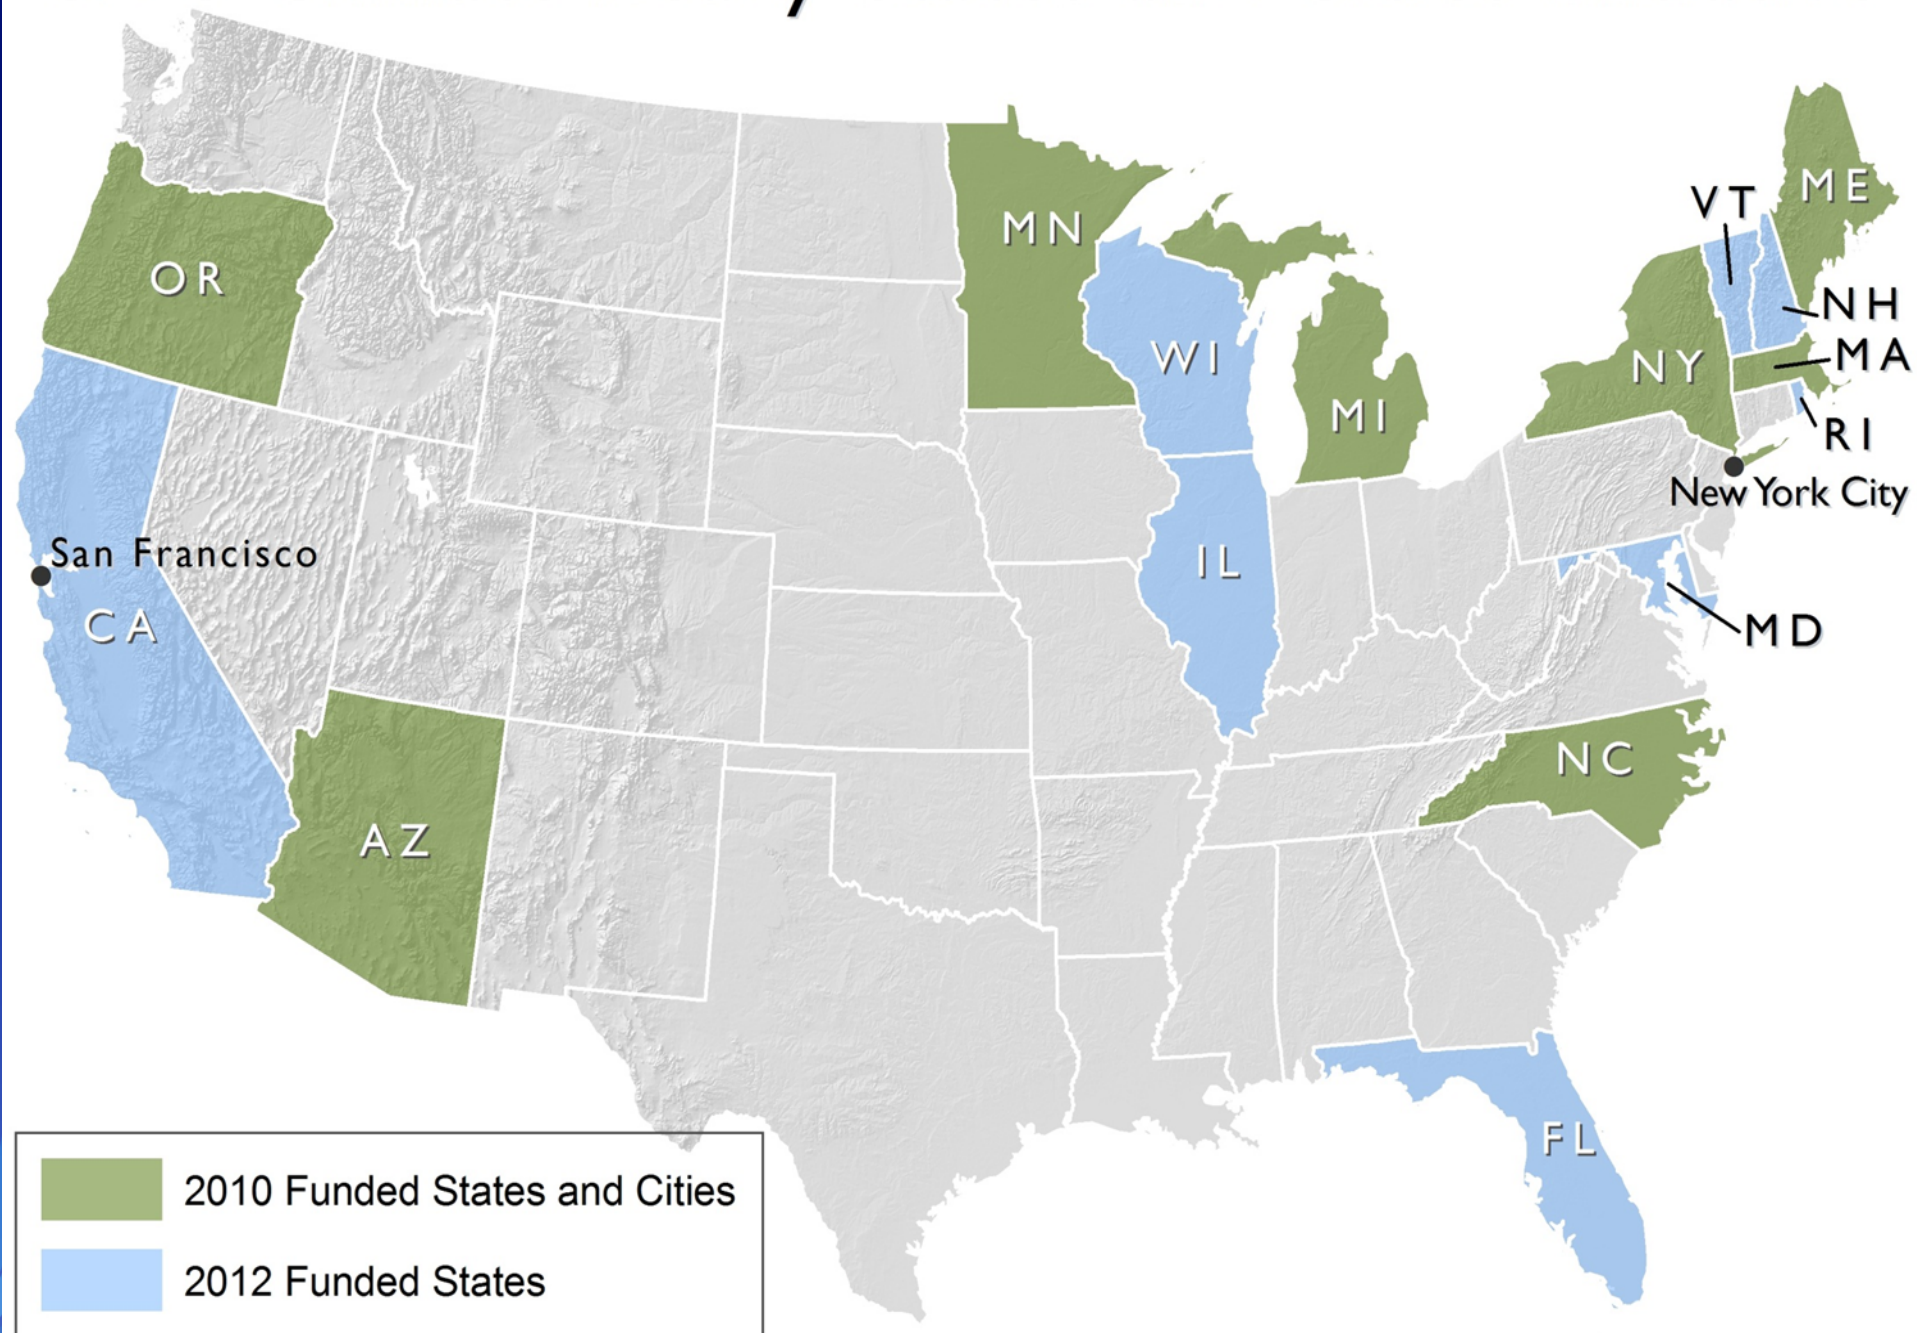 VT
ME
MN
OR
NH
MA
WI
NY
MI
RI
New York City
San Francisco
IL
CA
MD
NC
AZ
FL
2010 Funded States and Cities
2012 Funded States